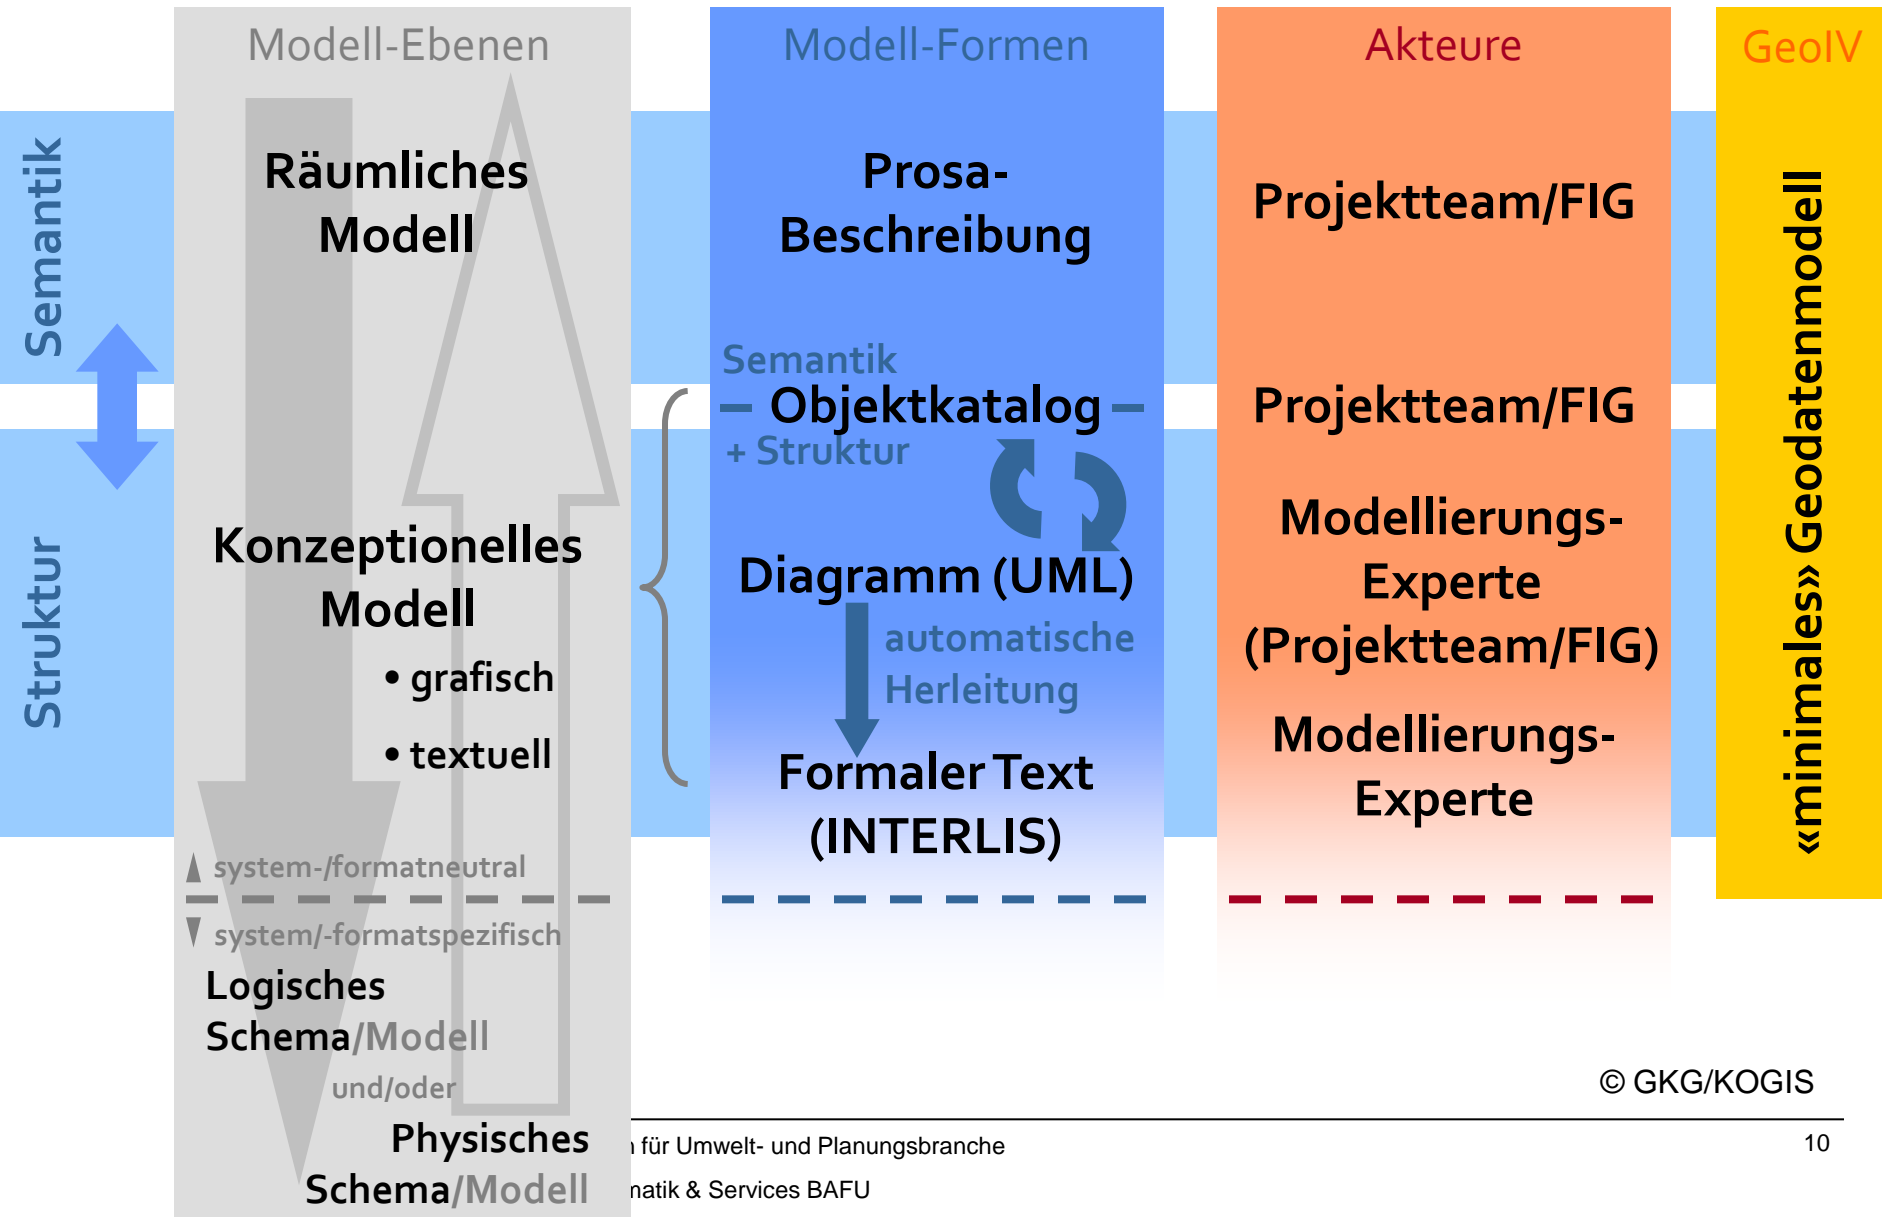 Modell-Ebenen
Modell-Formen
Akteure
GeoIV
Semantik
Struktur
Räumliches
Modell
Konzeptionelles
Modell
• grafisch
• textuell
system-/formatneutral
system/-formatspezifisch
Logisches
Schema/Modell
und/oder
Physisches
Schema/Modell
Prosa-
Beschreibung
Semantik
Objektkatalog
+ Struktur
Diagramm (UML)
automatische
Herleitung
Formaler Text
(INTERLIS)
Projektteam/FIG
Projektteam/FIG
Modellierungs-
Experte
(Projektteam/FIG)
Modellierungs-
Experte
«minimales» Geodatenmodell
© GKG/KOGIS
für Umwelt- und Planungsbranche
10
matik & Services BAFU